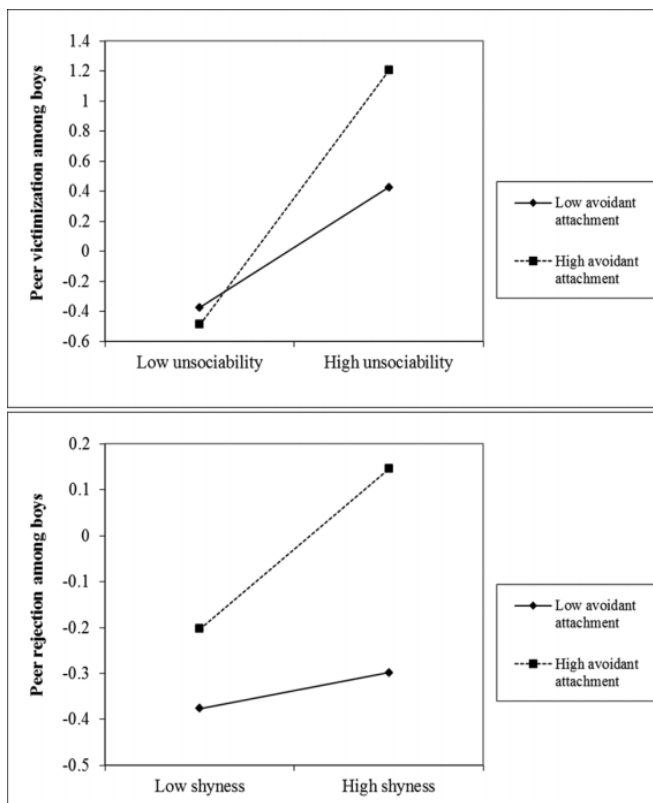 1.4
1.2
1
0.8
0.6
0.4
0.2
0
-0.2
-0.4
-0.6
Peer victimization among boys
Low unsociability
High unsociability
Low avoidant
attachment
High avoidant
attachment
0.2
0.1
0
-0.1
-0.2
-0.3
-0.4
-0.5
Peer rejection among boys
Low shyness
High shyness
Low avoidant
attachment
High avoidant
attachment